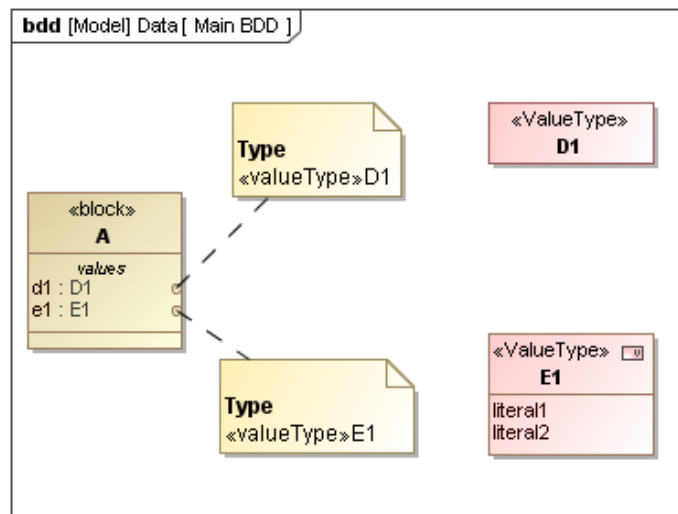 bdd [Model] Data [ Main BDD ]
Type
«valueType»D1
«ValueType»
D1
«block»
A
values
d1 : D1
e1 : E1
Type
«valueType»E1
«ValueType»
E1
literal1
literal2